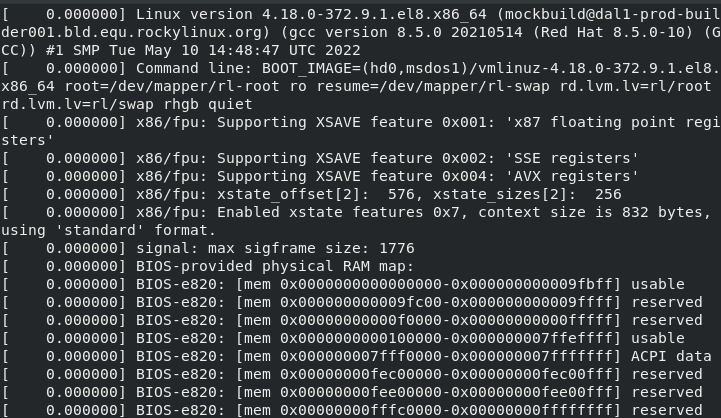 [    0.000000] Linux version 4.18.0-372.9.1.el8.x86_64 (mockbuild@dal1-prod-buil
der001.bld.equ.rockylinux.org) (gcc version 8.5.0 20210514 (Red Hat 8.5.0-10) (G
CC)) #1 SMP Tue May 10 14:48:47 UTC 2022
[    0.000000] Command line: BOOT_IMAGE=(hd0,msdos1)/vmlinuz-4.18.0-372.9.1.el8.
x86_64 root=/dev/mapper/rl-root ro resume=/dev/mapper/rl-swap rd.lvm.lv=rl/root
rd.lvm.lv=rl/swap rhgb quiet
[    0.000000] x86/fpu: Supporting XSAVE feature 0x001: 'x87 floating point regi
sters'
[    0.000000] x86/fpu: Supporting XSAVE feature 0x002: 'SSE registers'
[    0.000000] x86/fpu: Supporting XSAVE feature 0x004: 'AVX registers'
[    0.000000] x86/fpu: xstate_offset[2]:  576, xstate_sizes[2]:  256
[    0.000000] x86/fpu: Enabled xstate features 0x7, context size is 832 bytes,
using 'standard' format.
[    0.000000] signal: max sigframe size: 1776
[    0.000000] BIOS-provided physical RAM map:
[    0.000000] BIOS-e820: [mem 0x0000000000000000-0x000000000009fbff] usable
[    0.000000] BIOS-e820: [mem 0x000000000009fc00-0x000000000009ffff] reserved
[    0.000000] BIOS-e820: [mem 0x00000000000f0000-0x00000000000fffff] reserved
[    0.000000] BIOS-e820: [mem 0x0000000000100000-0x000000007ffeffff] usable
[    0.000000] BIOS-e820: [mem 0x000000007fff0000-0x000000007fffffff] ACPI data
[    0.000000] BIOS-e820: [mem 0x00000000fec00000-0x00000000fec00fff] reserved
[    0.000000] BIOS-e820: [mem 0x00000000fee00000-0x00000000fee00fff] reserved
[    0.000000] BIOS-e820: [mem 0x00000000fffc0000-0x00000000ffffffff] reserved